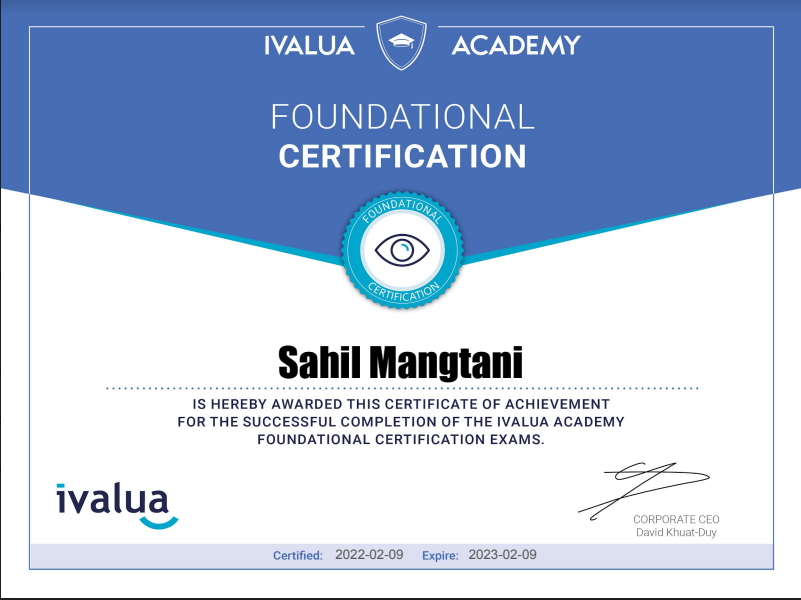 IVALUA ACADEMY
FOUNDATIONAL
CERTIFICATION
FOUNDATIONAL
CERTIFICATION
Sahil Mangtani
IS HEREBY AWARDED THIS CERTIFICATE OF ACHIEVEMENT
FOR THE SUCCESSFUL COMPLETION OF THE IVALUA ACADEMY
FOUNDATIONAL CERTIFICATION EXAMS.
ivalua
CORPORATE CEO
David Khuat-Duy
Certified: 2022-02-09 Expire: 2023-02-09